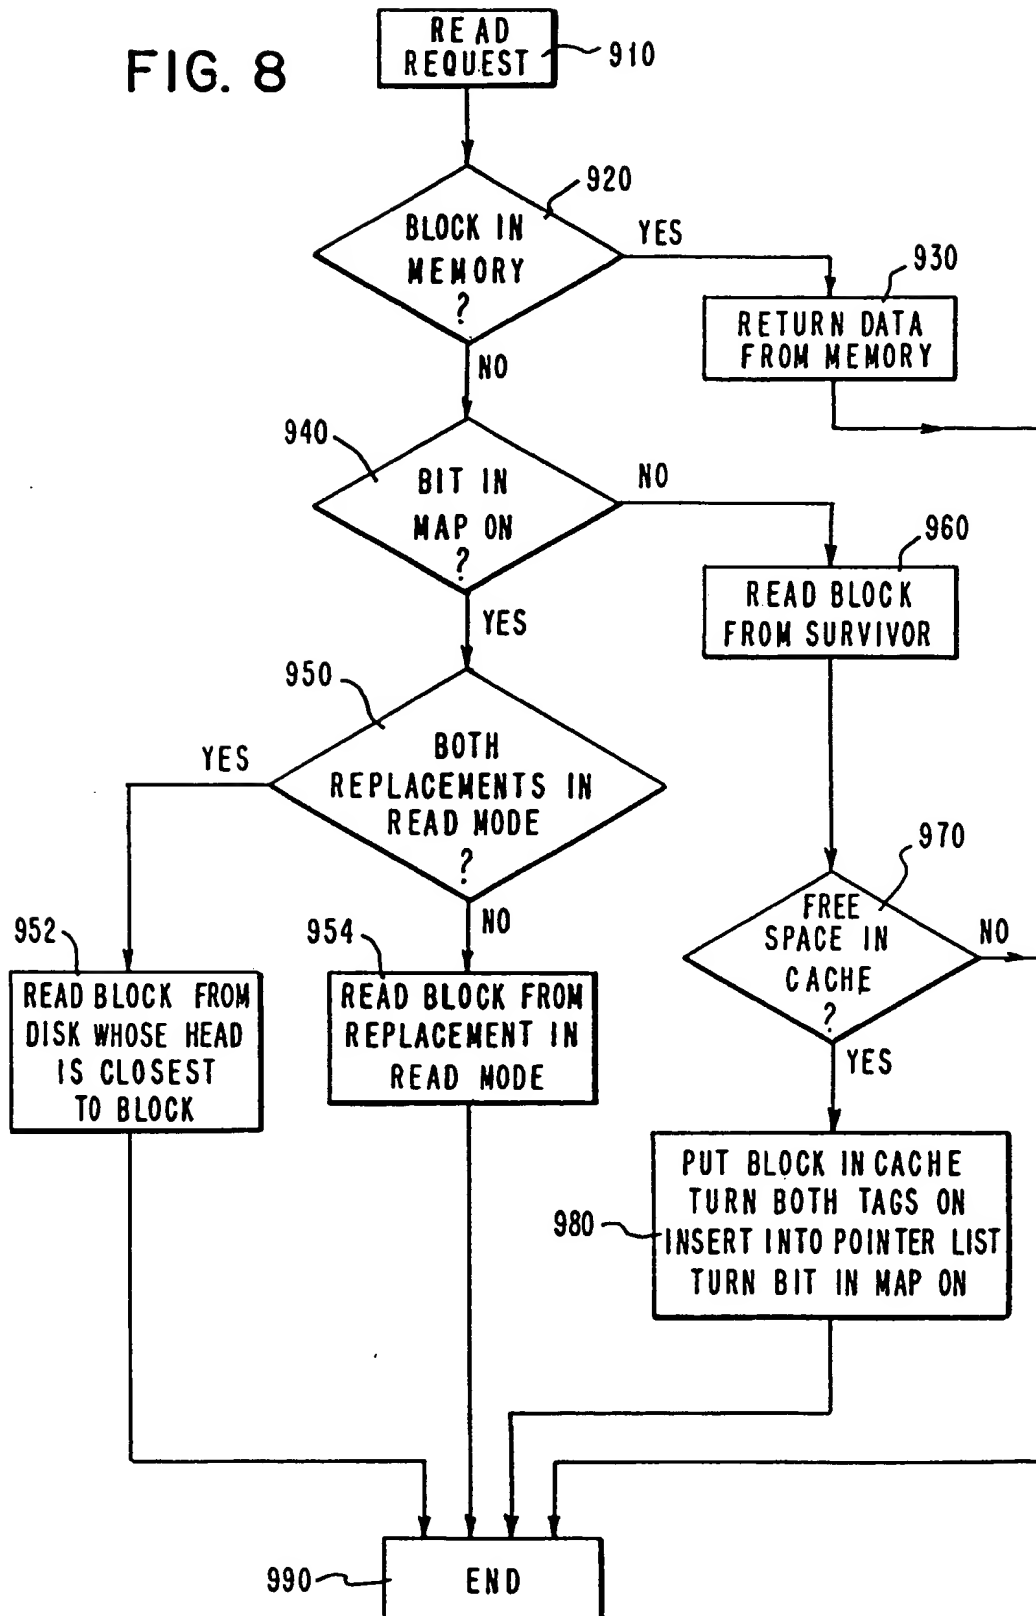 FIG. 8
READ
REQUEST
910
920
BLOCK IN
MEMORY
?
YES
930
RETURN DATA
FROM MEMORY
NO
940
BIT IN
MAP ON
?
NO
960
READ BLOCK
FROM SURVIVOR
YES
950
BOTH
REPLACEMENTS IN
READ MODE
?
YES
970
FREE
SPACE IN
CACHE
?
NO
NO
952
954
READ BLOCK FROM
DISK WHOSE HEAD
IS CLOSEST
TO BLOCK
READ BLOCK FROM
REPLACEMENT IN
READ MODE
YES
980
PUT BLOCK IN CACHE
TURN BOTH TAGS ON
INSERT INTO POINTER LIST
TURN BIT IN MAP ON
990
END